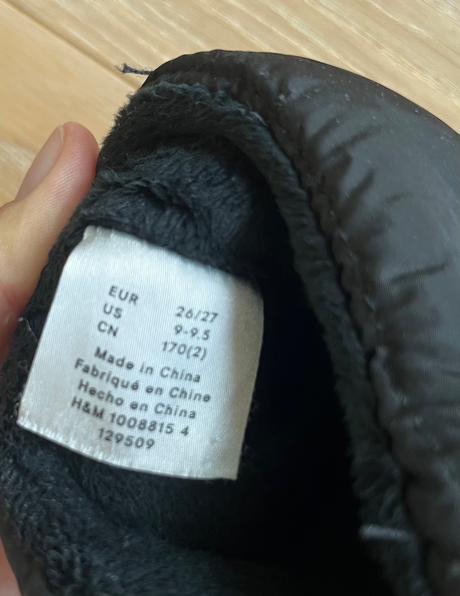 EUR 26/27
US 9-9.5
CN 170(2)
Made in China
Fabriqué en Chine
Hecho en China
H&M 1008815 4
129509